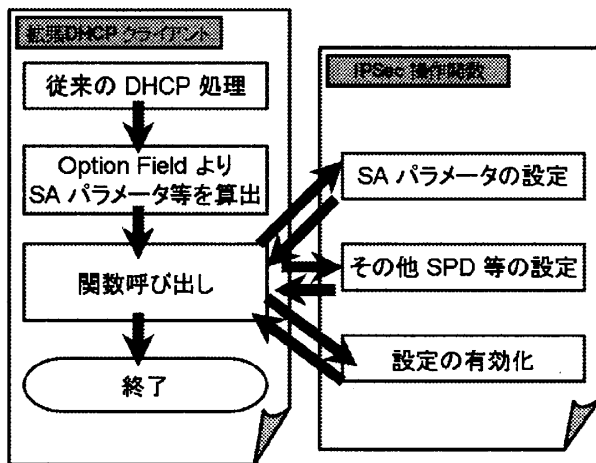 拡張DHCP クライアント
従来の DHCP 処理
Option Field より
SA パラメータ等を算出
関数呼び出し
終了
IPSec 操作関数
SA パラメータの設定
その他 SPD 等の設定
設定の有効化